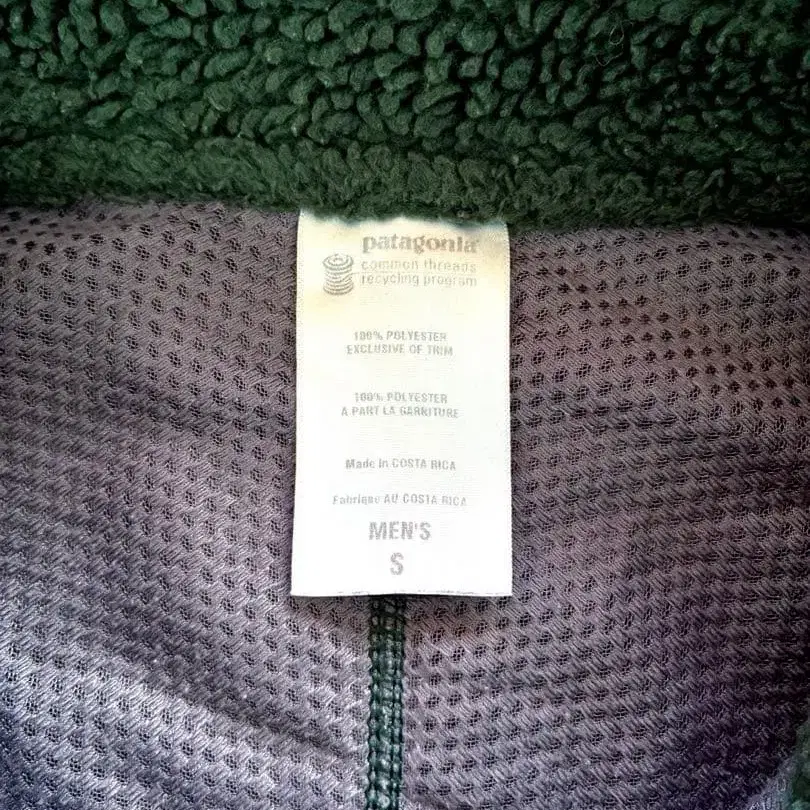 patagonia®
common threads
recycling program
100% POLYESTER
EXCLUSIVE OF TRIM
100% POLYESTER
A PART LA GARNITURE
Made in COSTA RICA
Fabrique AU COSTA RICA
MEN'S
S